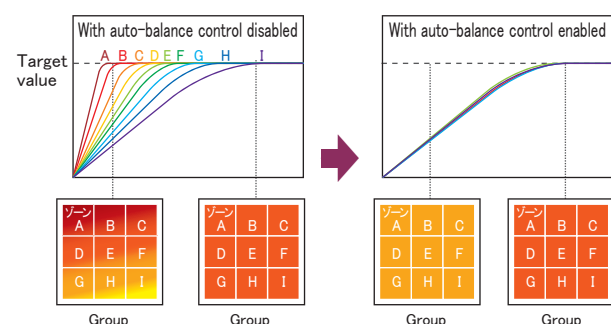 With auto-balance control disabled
With auto-balance control enabled
Target
value
A B C D E F G H I
ゾーン
A B C
D E F
G H I
Group
ゾーン
A B C
D E F
G H I
Group
ゾーン
A B C
D E F
G H I
Group
ゾーン
A B C
D E F
G H I
Group